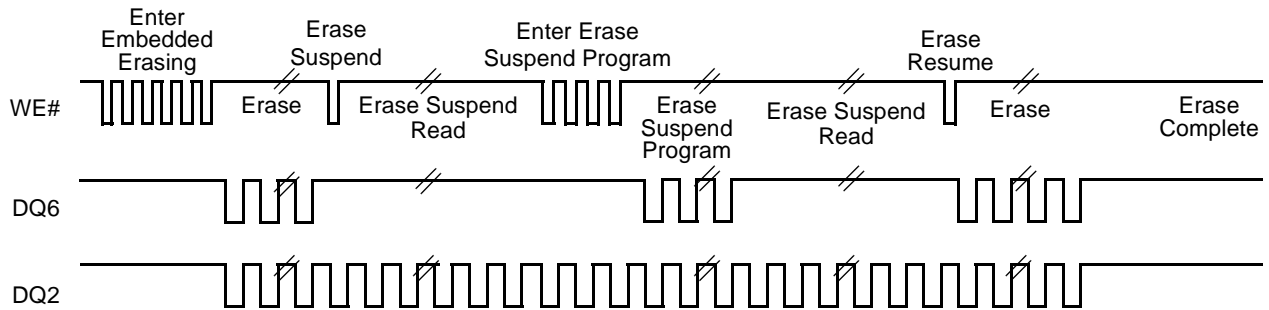 Enter
Embedded
Erasing
Erase
Suspend
Enter Erase
Suspend Program
Erase
Resume
WE#
Erase
Erase Suspend
Read
Erase
Suspend
Program
Erase Suspend
Read
Erase
Erase
Complete
DQ6
DQ2